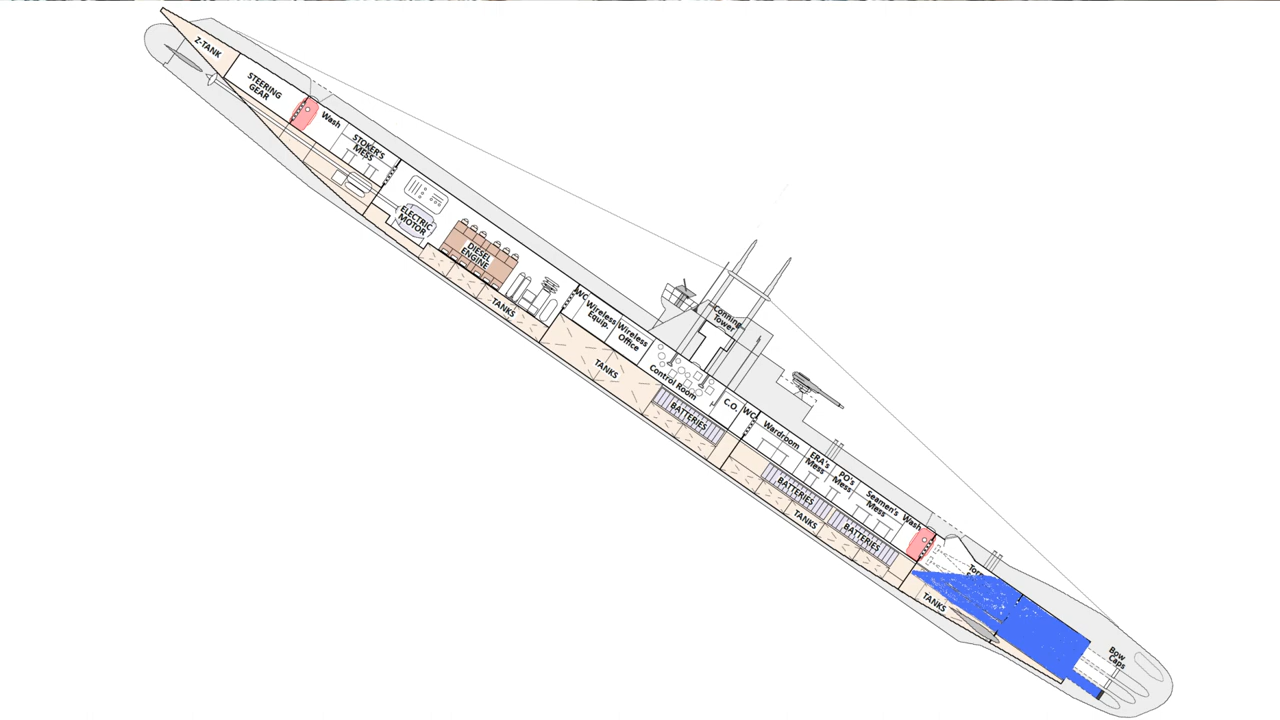 Z-TANK
STEERING
GEAR
Wash
STOKER'S
MESS
ELECTRIC
MOTOR
DIESEL
ENGINE
TANKS
WC
Wireless
Equip.
Wireless
Office
TANKS
Conning
Tower
Control Room
BATTERIES
C.O.
WC
Wardroom
ERA's
Mess
PO's
Mess
Seamen's
Mess
Wash
BATTERIES
TANKS
BATTERIES
TANKS
Bow
Caps